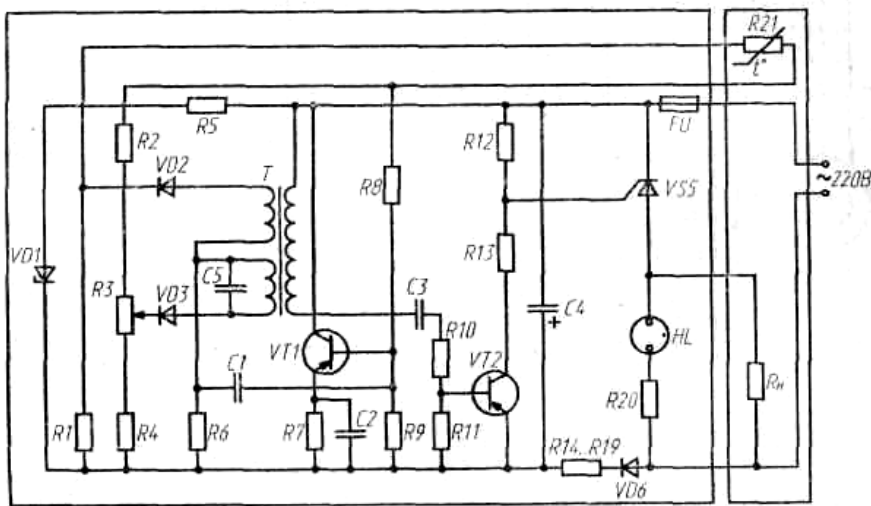 R21
t°
R5
FU
R2
R12
VD2
T
R8
VS5
~220В
VD1
R13
C5
R3
VD3
C3
C4
+
HL
R10
VT1
VT2
C1
R20
Rн
R1
R4
R6
R7
C2
R9
R11
R14..R19
VD6